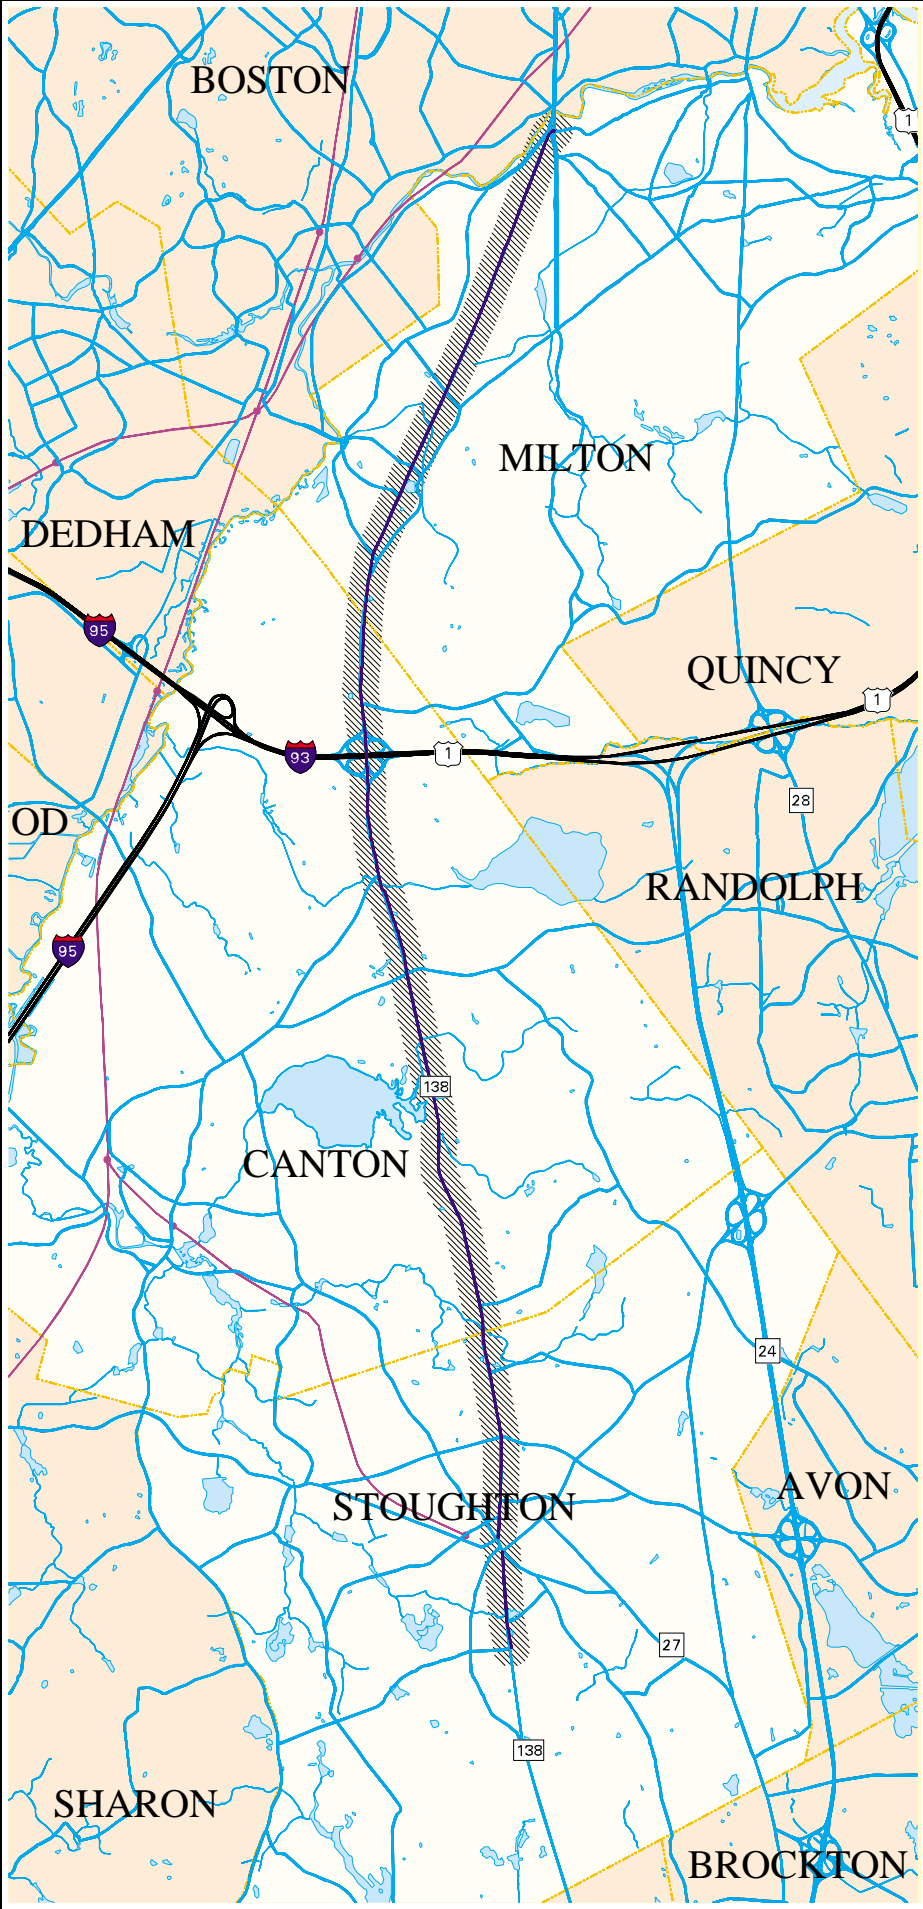 BOSTON
1
MILTON
DEDHAM
95
QUINCY
1
93
1
28
OD
RANDOLPH
95
138
CANTON
24
AVON
STOUGHTON
27
138
SHARON
BROCKTON